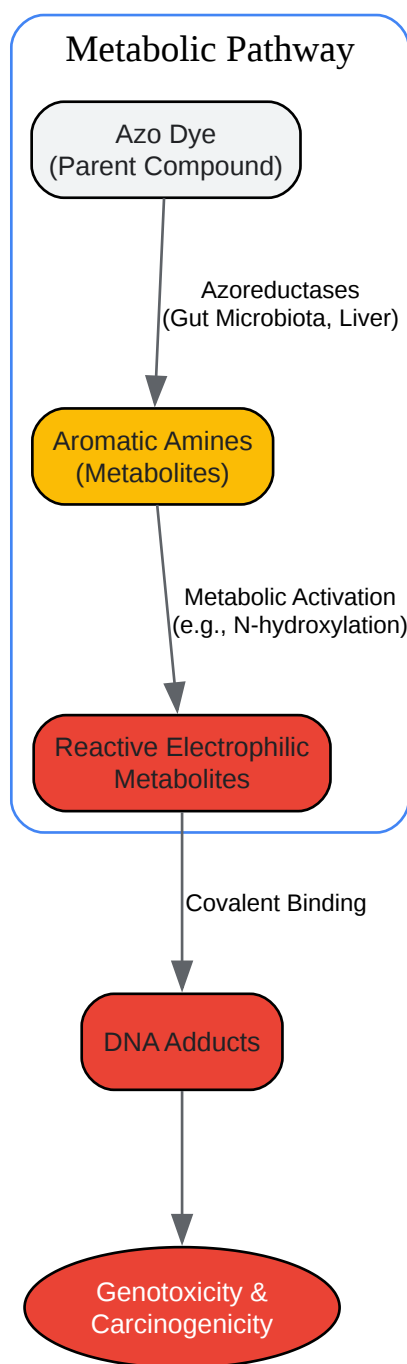 Metabolic Pathway
Azo Dye
(Parent Compound)
Azoreductases
(Gut Microbiota, Liver)
Aromatic Amines
(Metabolites)
Metabolic Activation
(e.g., N-hydroxylation)
Reactive Electrophilic
Metabolites
Covalent Binding
DNA Adducts
Genotoxicity &
Carcinogenicity